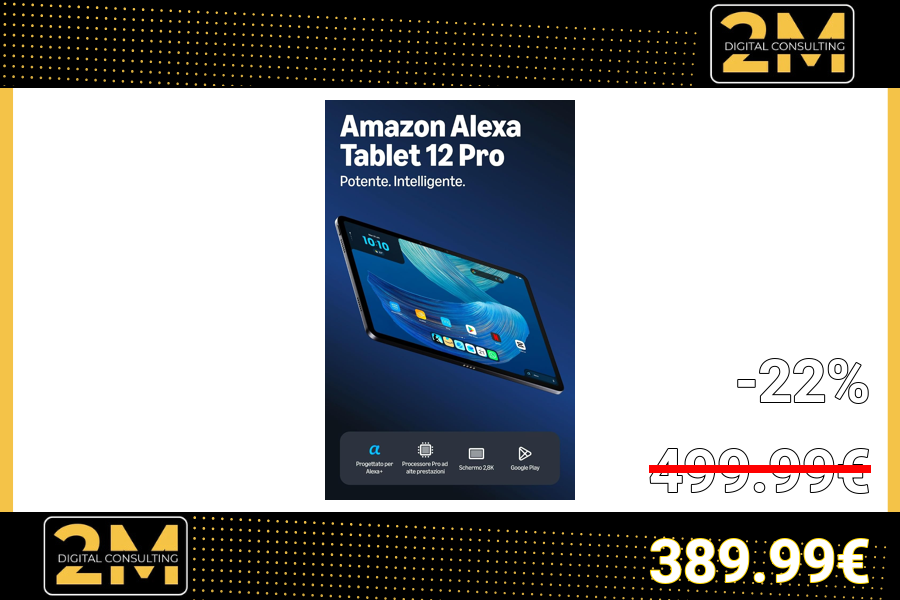 2M
DIGITAL CONSULTING
Amazon Alexa
Tablet 12 Pro
Potente. Intelligente.
10:10
-22%
499.99€
Progettato per
Alexa+
Processore Pro ad
alte prestazioni
Schermo 2,8K
Google Play
2M
DIGITAL CONSULTING
389.99€